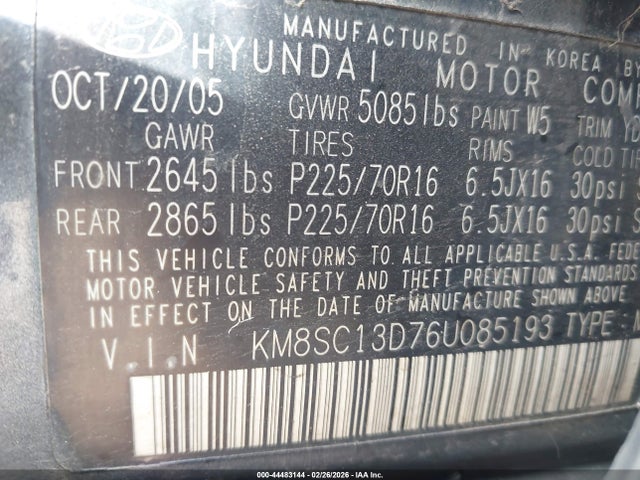 MANUFACTURED IN KOREA BY
HYUNDAI MOTOR
OCT/20/05 GVWR 5085lbs PAINT W5 TRIM
GAWR TIRES RIMS COLD
FRONT 2645lbs P225/70R16 6.5JX16 30psi
REAR 2865lbs P225/70R16 6.5JX16 30psi
THIS VEHICLE CONFORMS TO ALL APPLICABLE U.S.A.
MOTOR VEHICLE SAFETY AND THEFT PREVENTION STANDARDS
IN EFFECT ON THE DATE OF MANUFACTURE SHOWN ABOVE
V.I.N KM8SC13D76U085193 TYPE
000-44483144 - 02/26/2026 - IAA Inc.